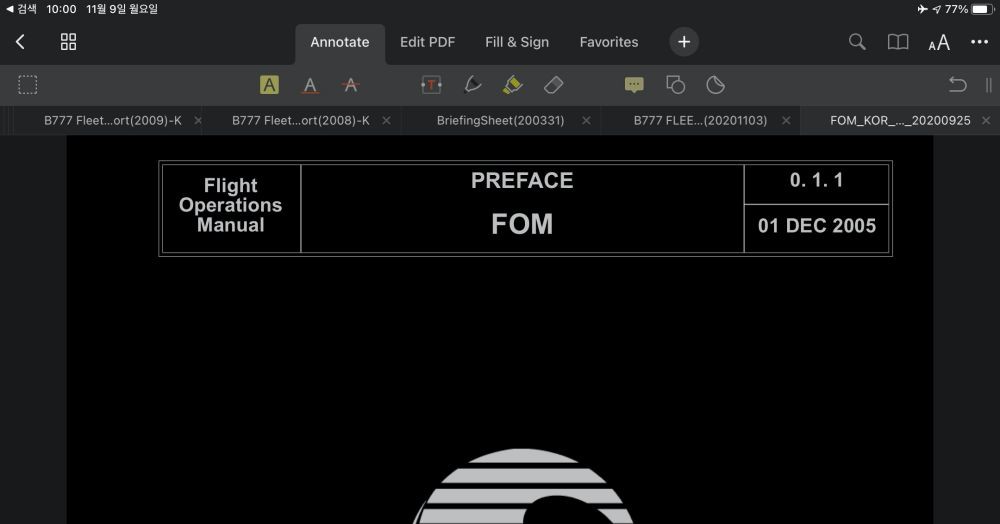 ◀ 검색 10:00 11월 9일 월요일 77%
Annotate Edit PDF Fill & Sign Favorites +
AA
A A A T
B777 Fleet...ort(2009)-K × B777 Fleet...ort(2008)-K × BriefingSheet(200331) × B777 FLEE...(20201103) × FOM_KOR_..._20200925 ×
Flight
Operations
Manual
PREFACE
FOM
0. 1. 1
01 DEC 2005